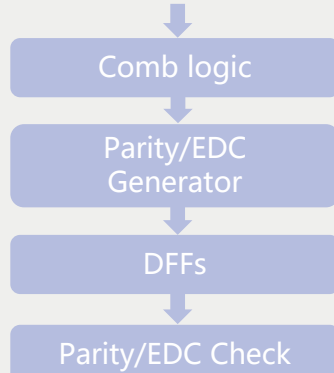 Comb logic
Parity/EDC
Generator
DFFs
Parity/EDC Check